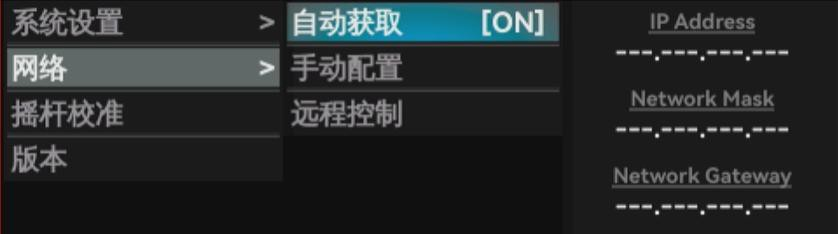 系统设置 >
网络 >
摇杆校准
版本
自动获取 [ON]
手动配置
远程控制
IP Address
---.---.---.---
Network Mask
---.---.---.---
Network Gateway
---.---.---.---